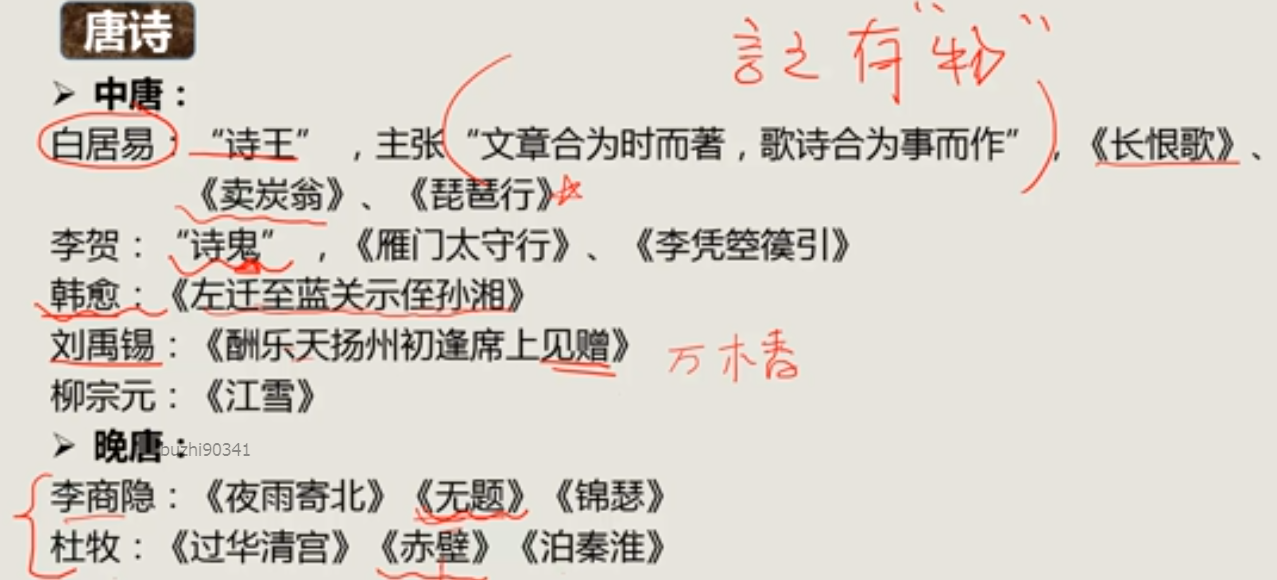 唐诗
言之有“物”
➢ 中唐：
白居易：“诗王”，主张“文章合为时而著，歌诗合为事而作”，《长恨歌》、
《卖炭翁》、《琵琶行》
李贺：“诗鬼”，《雁门太守行》、《李凭箜篌引》
韩愈：《左迁至蓝关示侄孙湘》
刘禹锡：《酬乐天扬州初逢席上见赠》 万木春
柳宗元：《江雪》
➢ 晚唐：
buzhi90341
李商隐：《夜雨寄北》《无题》《锦瑟》
杜牧：《过华清宫》《赤壁》《泊秦淮》